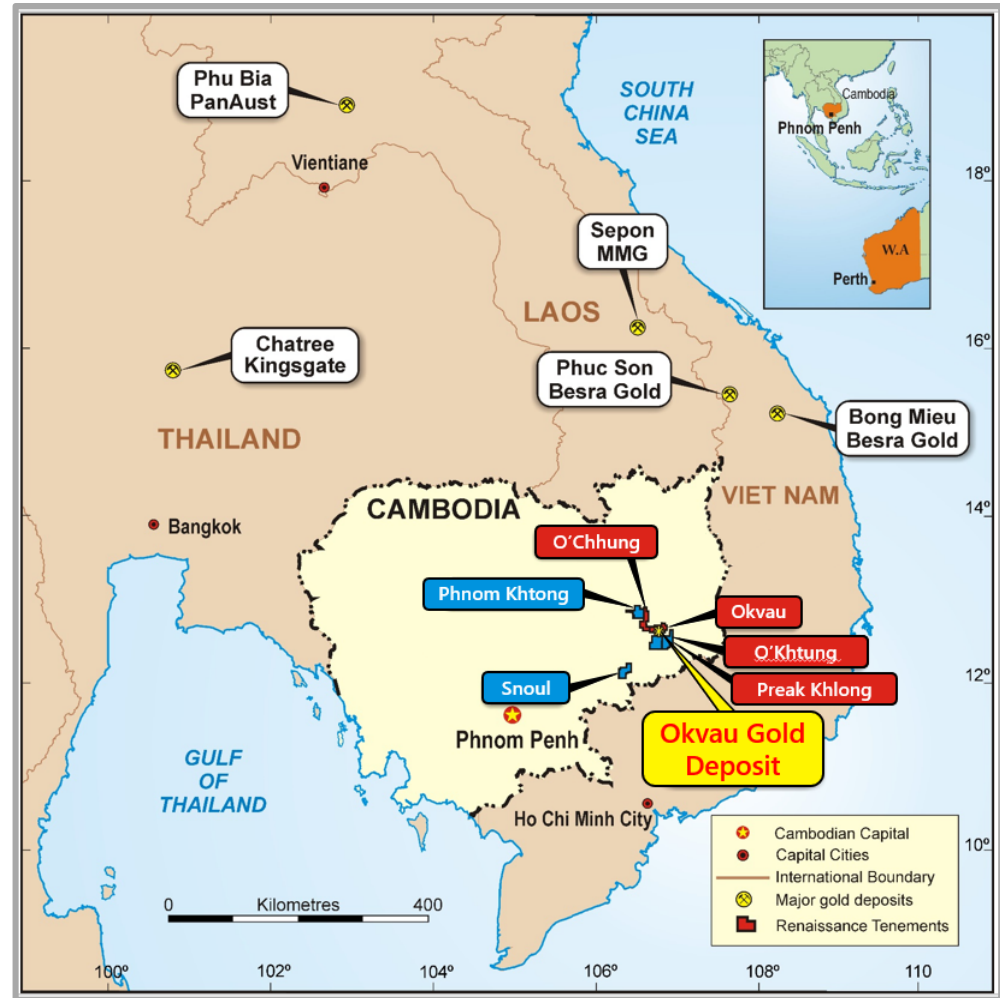 Phu Bia
PanAust
Vientiane
SOUTH
CHINA
SEA
Cambodia
Phnom Penh
W.A
Perth
18º
Sepon
MMG
LAOS
16º
Chatree
Kingsgate
Phuc Son
Besra Gold
Bong Mieu
Besra Gold
THAILAND
VIET NAM
CAMBODIA
14º
Bangkok
O'Chhung
Phnom Khtong
Okvau
O'Khtung
Preak Khlong
Snoul
12º
Phnom Penh
Okvau Gold
Deposit
GULF
OF
THAILAND
Ho Chi Minh City
10º
Cambodian Capital
Capital Cities
International Boundary
Major gold deposits
Renaissance Tenements
0 Kilometres 400
100º 102º 104º 106º 108º 110